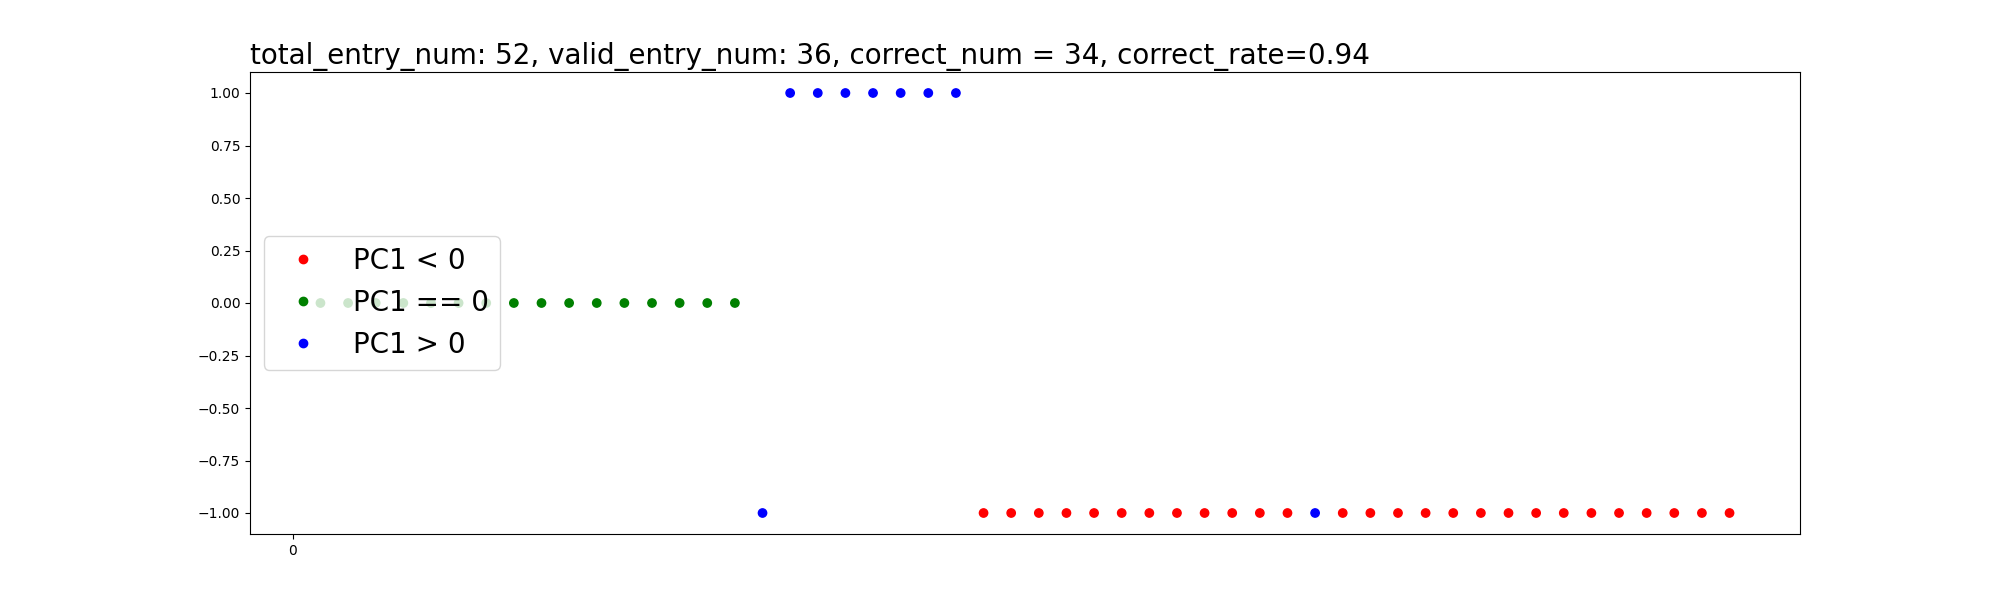 total_entry_num: 52, valid_entry_num: 36, correct_num = 34, correct_rate=0.94
1.00
0.75
0.50
0.25
0.00
−0.25
−0.50
−0.75
−1.00
PC1 < 0
PC1 == 0
PC1 > 0
0